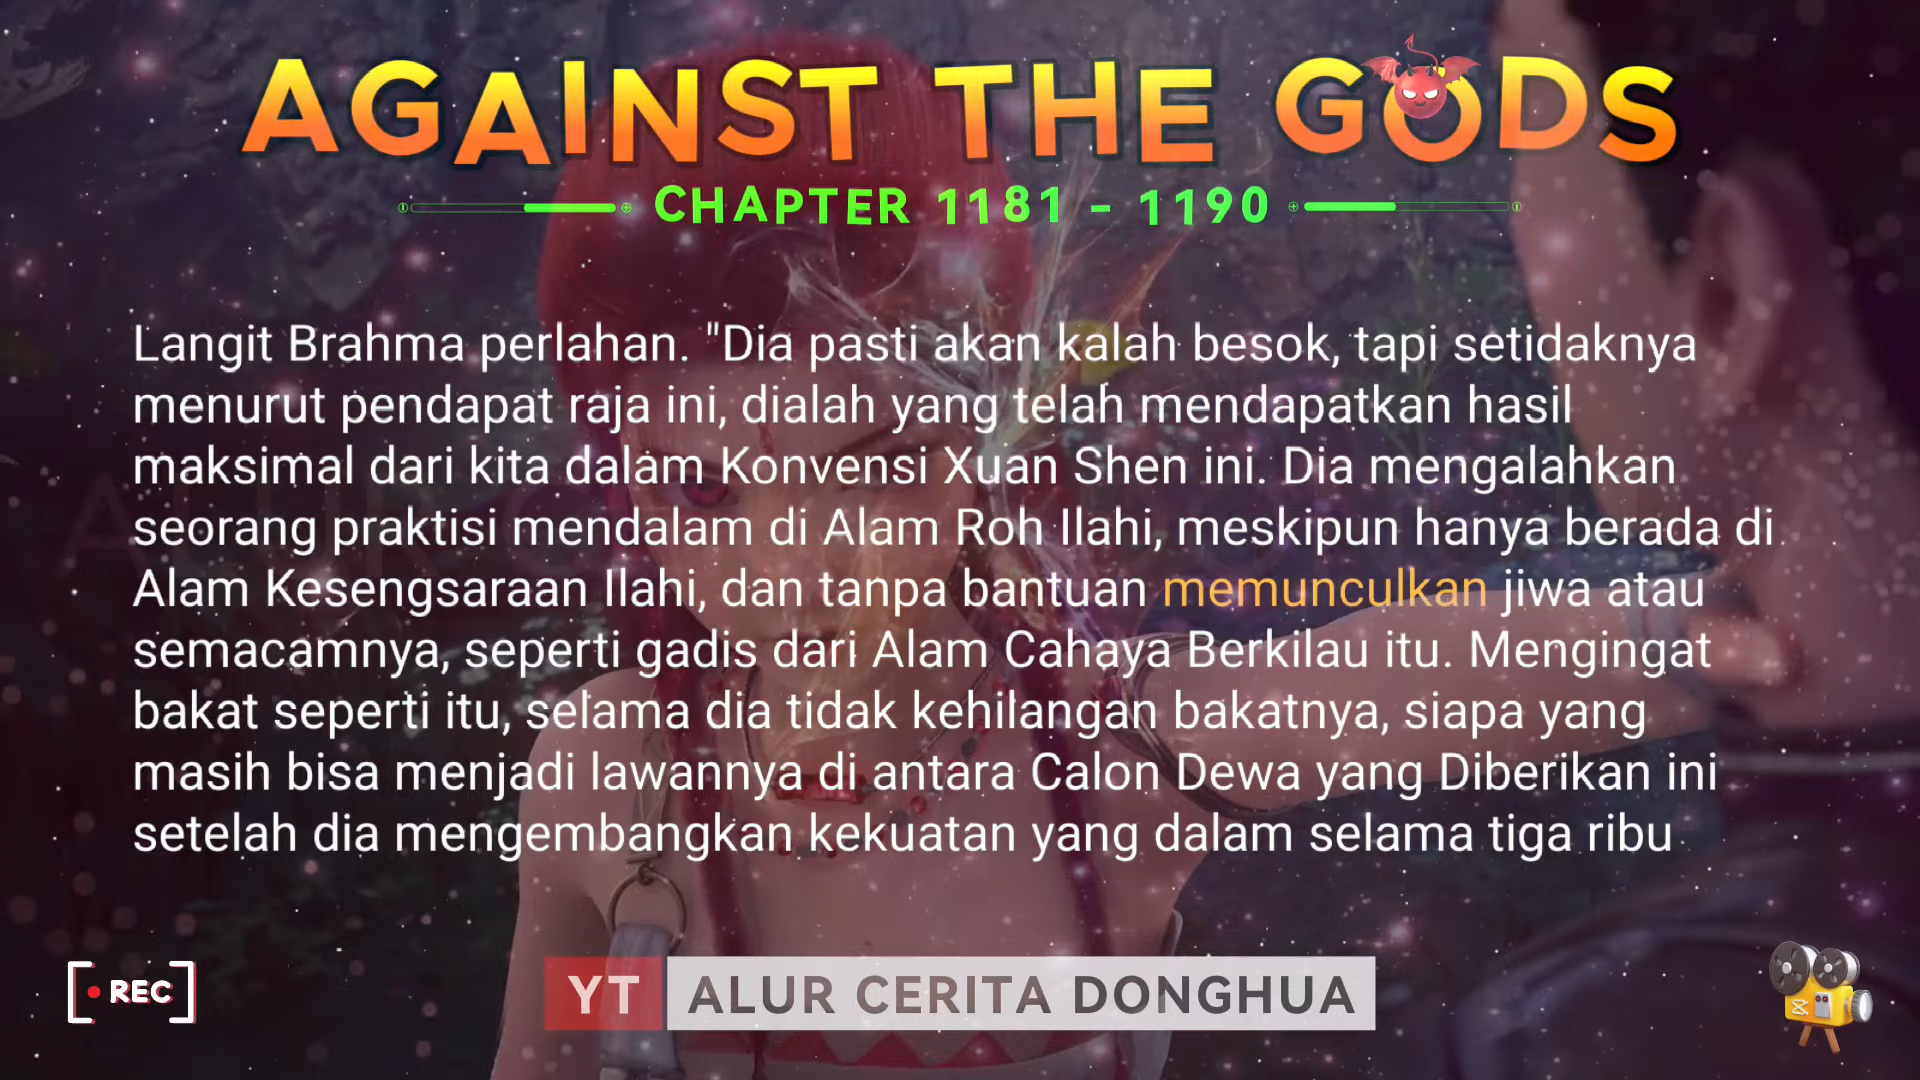 AGAINST THE GODS
CHAPTER 1181 - 1190
Langit Brahma perlahan. "Dia pasti akan kalah besok, tapi setidaknya
menurut pendapat raja ini, dialah yang telah mendapatkan hasil
maksimal dari kita dalam Konvensi Xuan Shen ini. Dia mengalahkan
seorang praktisi mendalam di Alam Roh Ilahi, meskipun hanya berada di
Alam Kesengsaraan Ilahi, dan tanpa bantuan memunculkan jiwa atau
semacamnya, seperti gadis dari Alam Cahaya Berkilau itu. Mengingat
bakat seperti itu, selama dia tidak kehilangan bakatnya, siapa yang
masih bisa menjadi lawannya di antara Calon Dewa yang Diberikan ini
setelah dia mengembangkan kekuatan yang dalam selama tiga ribu
REC
YT ALUR CERITA DONGHUA